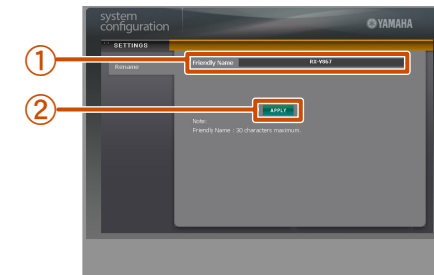 system
configuration
YAMAHA
SETTINGS
Rename
Friendly Name
RX-V867
APPLY
Note:
Friendly Name : 30 characters maximum.
1
2